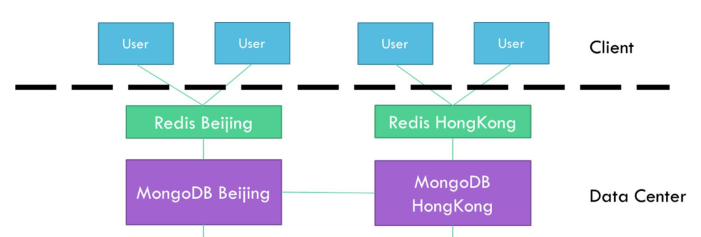 User
User
User
User
Client
Redis Beijing
Redis HongKong
MongoDB Beijing
MongoDB
HongKong
Data Center